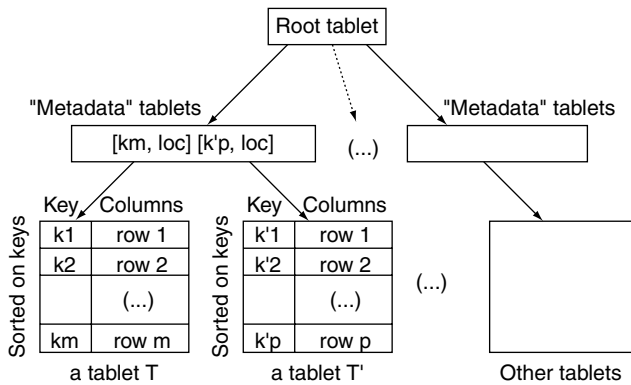 Root tablet
"Metadata" tablets
"Metadata" tablets
[km, loc] [k'p, loc]
(...)
Key Columns
Key Columns
Sorted on keys
k1 row 1
k2 row 2
(...)
km row m
a tablet T
Sorted on keys
k'1 row 1
k'2 row 2
(...)
k'p row p
a tablet T'
(...)
Other tablets